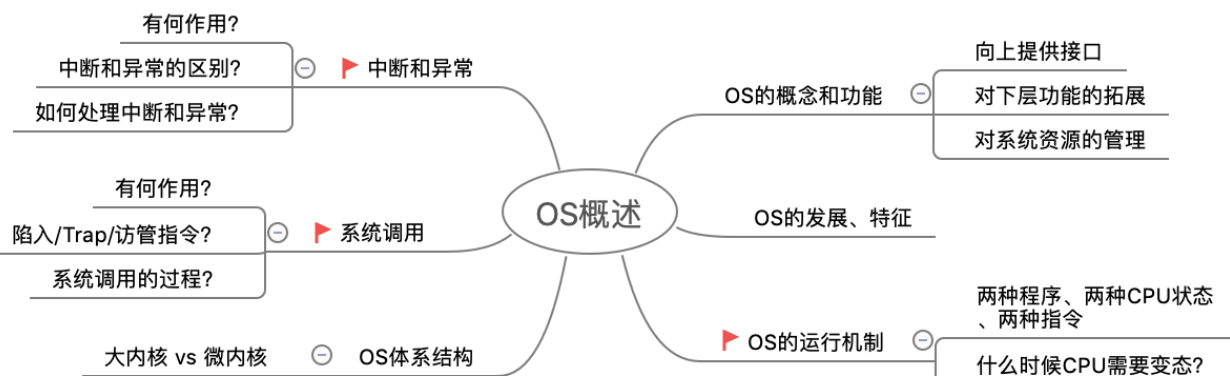 OS概述
OS的概念和功能
向上提供接口
对下层功能的拓展
对系统资源的管理
OS的发展、特征
OS的运行机制
两种程序、两种CPU状态
、两种指令
什么时候CPU需要变态?
中断和异常
有何作用?
中断和异常的区别?
如何处理中断和异常?
系统调用
有何作用?
陷入/Trap/访管指令?
系统调用的过程?
OS体系结构
大内核 vs 微内核